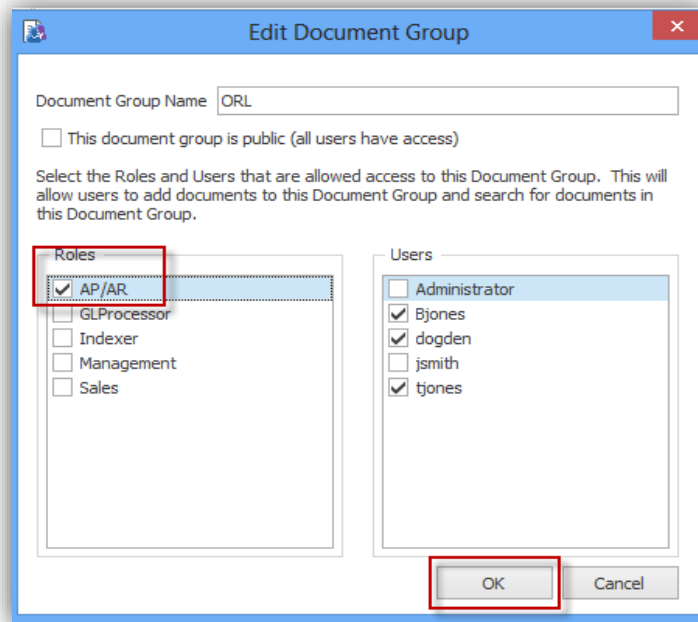 Edit Document Group
Document Group Name ORL
This document group is public (all users have access)
Select the Roles and Users that are allowed access to this Document Group. This will
allow users to add documents to this Document Group and search for documents in
this Document Group.
Roles
AP/AR
GLProcessor
Indexer
Management
Sales
Users
Administrator
Bjones
dogden
jsmith
tjones
OK Cancel